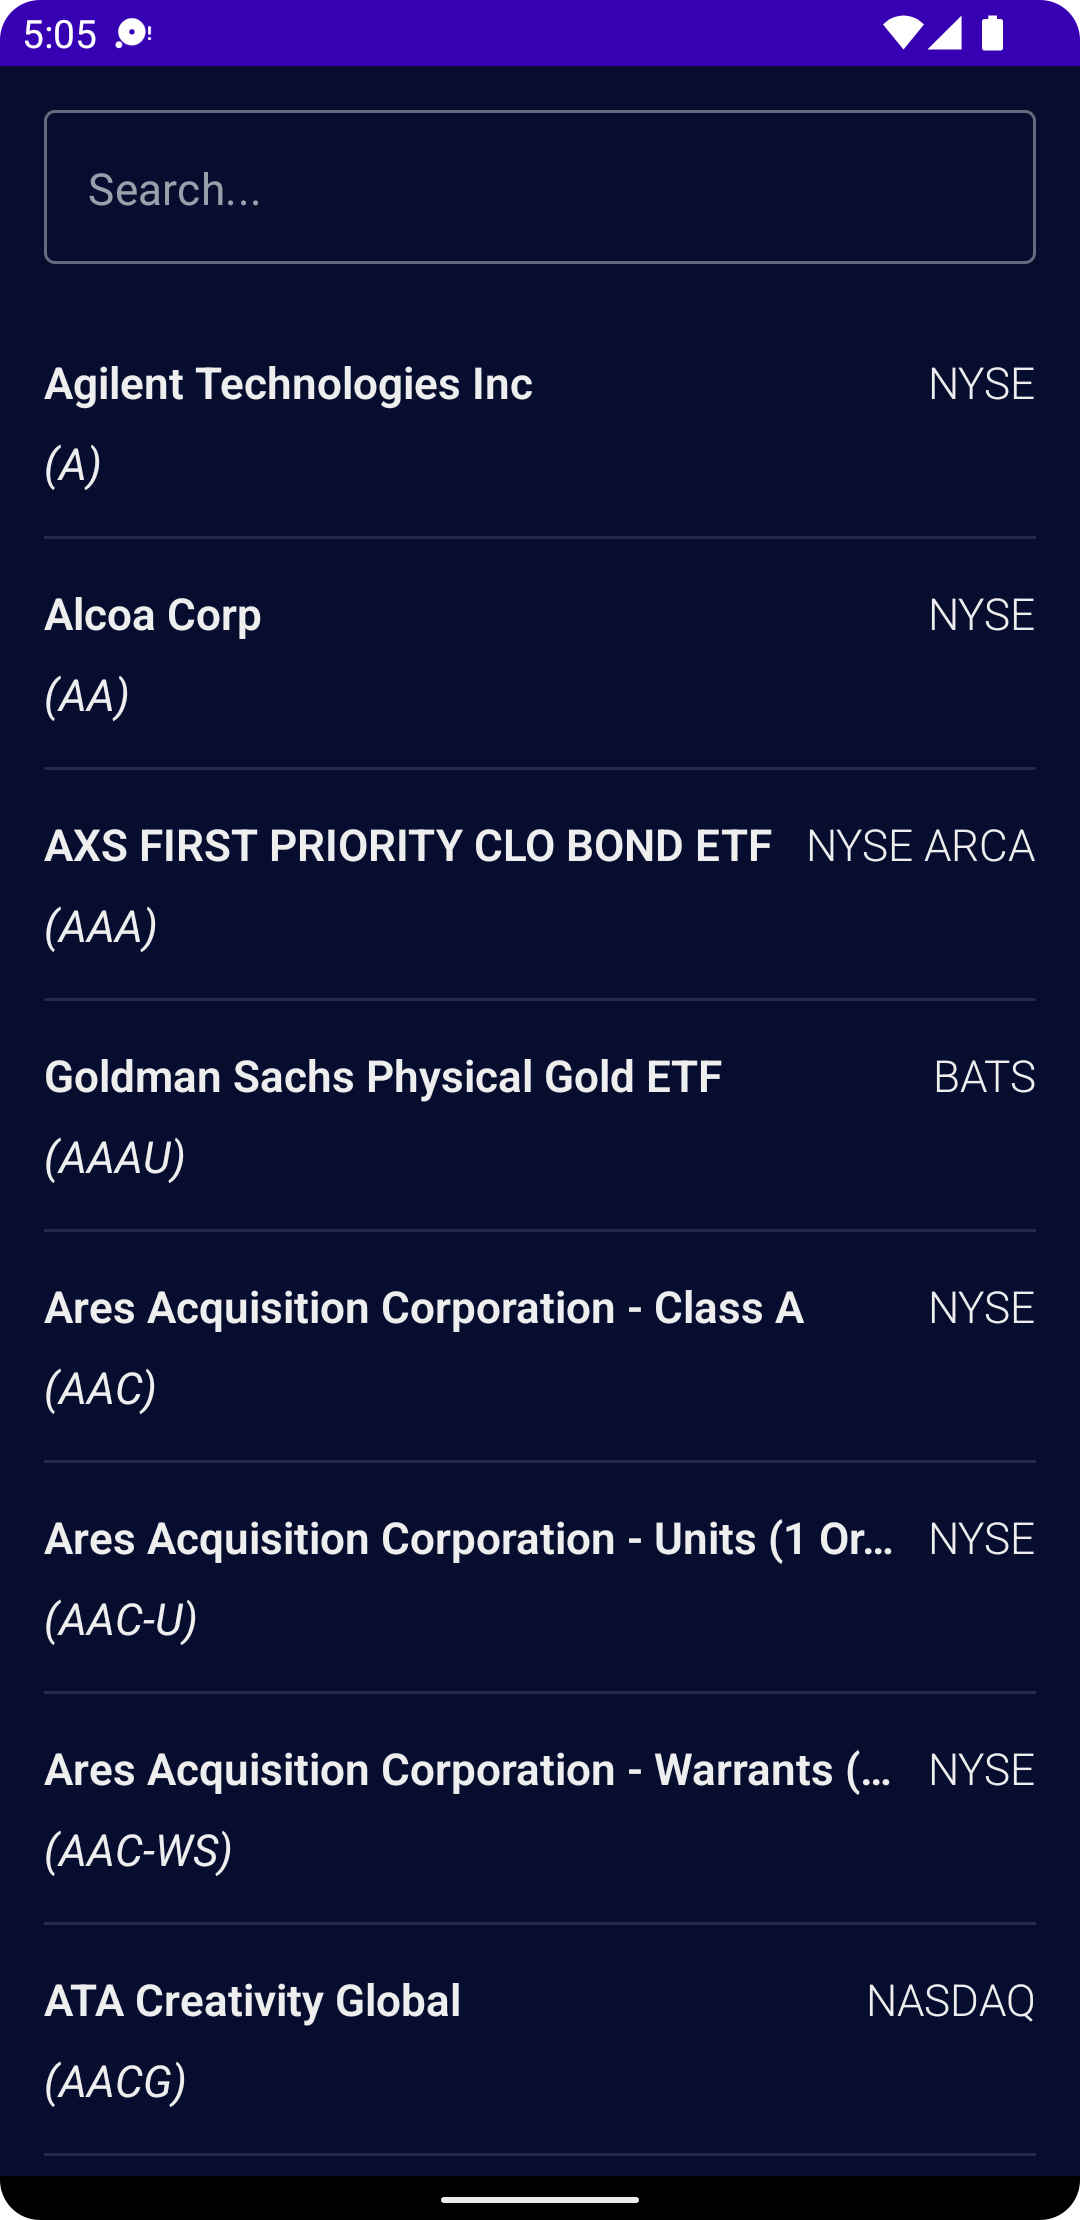 5:05
Search...
Agilent Technologies Inc NYSE
(A)
Alcoa Corp NYSE
(AA)
AXS FIRST PRIORITY CLO BOND ETF NYSE ARCA
(AAA)
Goldman Sachs Physical Gold ETF BATS
(AAAU)
Ares Acquisition Corporation - Class A NYSE
(AAC)
Ares Acquisition Corporation - Units (1 Or... NYSE
(AAC-U)
Ares Acquisition Corporation - Warrants (... NYSE
(AAC-WS)
ATA Creativity Global NASDAQ
(AACG)